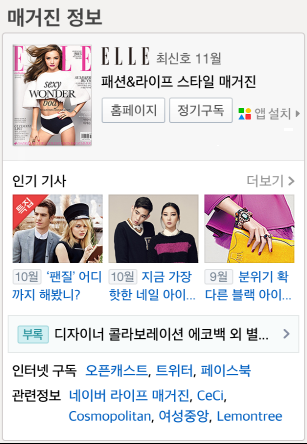 매거진 정보
ELLE
sexy
WONDER
body
ELLE 최신호 11월
패션&라이프 스타일 매거진
홈페이지 정기구독 앱 설치
인기 기사 더보기 >
특집
10월 '팬질' 어디
까지 해봤니?
10월 지금 가장
핫한 네일 아이...
9월 분위기 확
다른 블랙 아이...
부록 디자이너 콜라보레이션 에코백 외 별... >
인터넷 구독 오픈캐스트, 트위터, 페이스북
관련정보 네이버 라이프 매거진, CeCi,
Cosmopolitan, 여성중앙, Lemontree